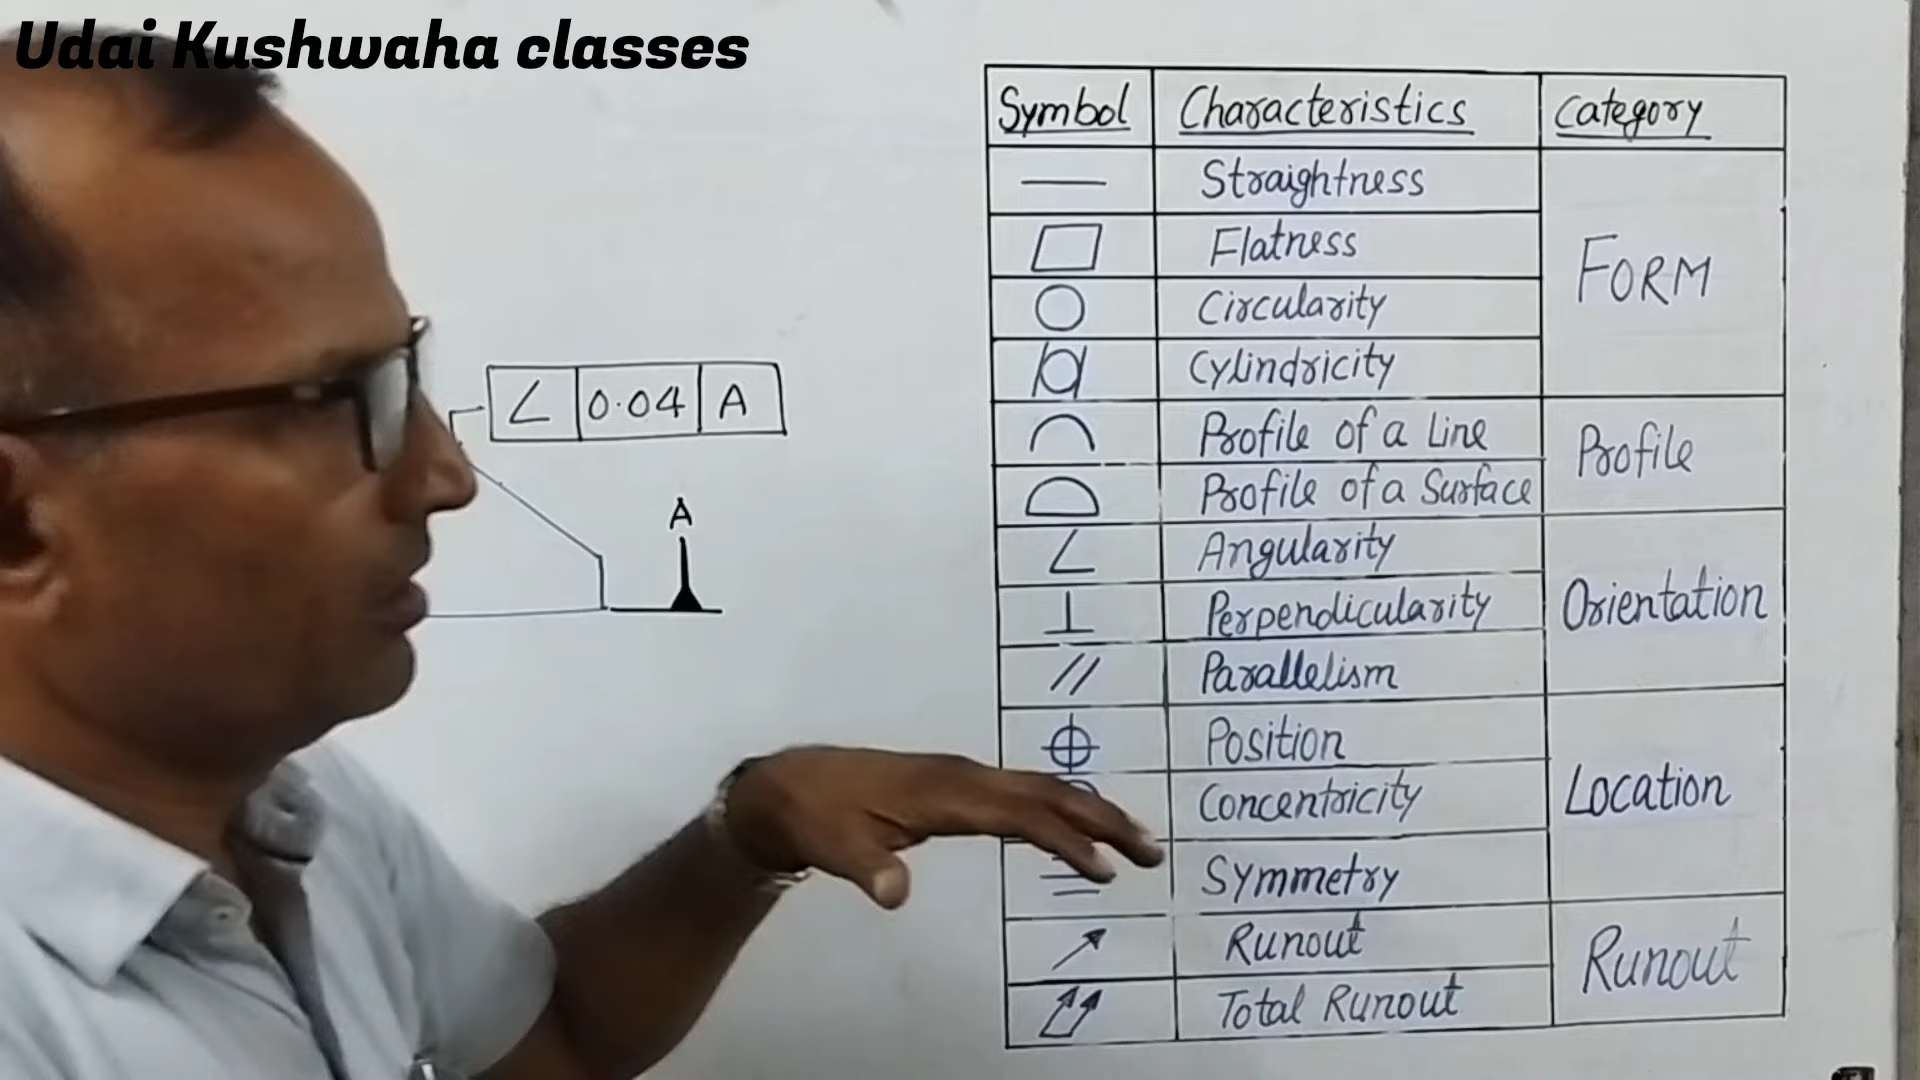 Udai Kushwaha classes
∠ 0.04 A
A
Symbol Characteristics Category
Straightness
Flatness
Circularity
Cylindricity
FORM
Profile of a Line
Profile of a Surface
Profile
Angularity
Perpendicularity
Parallelism
Orientation
Position
Concentricity
Symmetry
Location
Runout
Total Runout
Runout